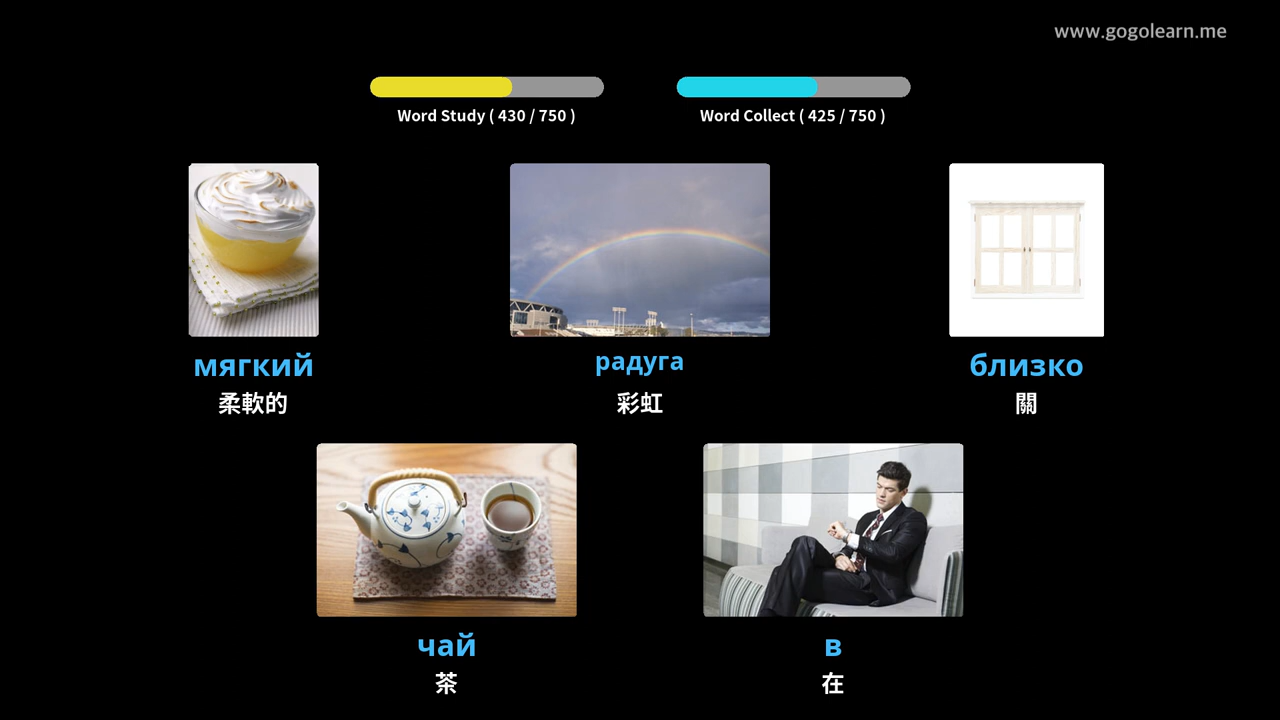 www.gogolearn.me
Word Study ( 430 / 750 )
Word Collect ( 425 / 750 )
мягкий
柔軟的
радуга
彩虹
близко
關
чай
茶
в
在